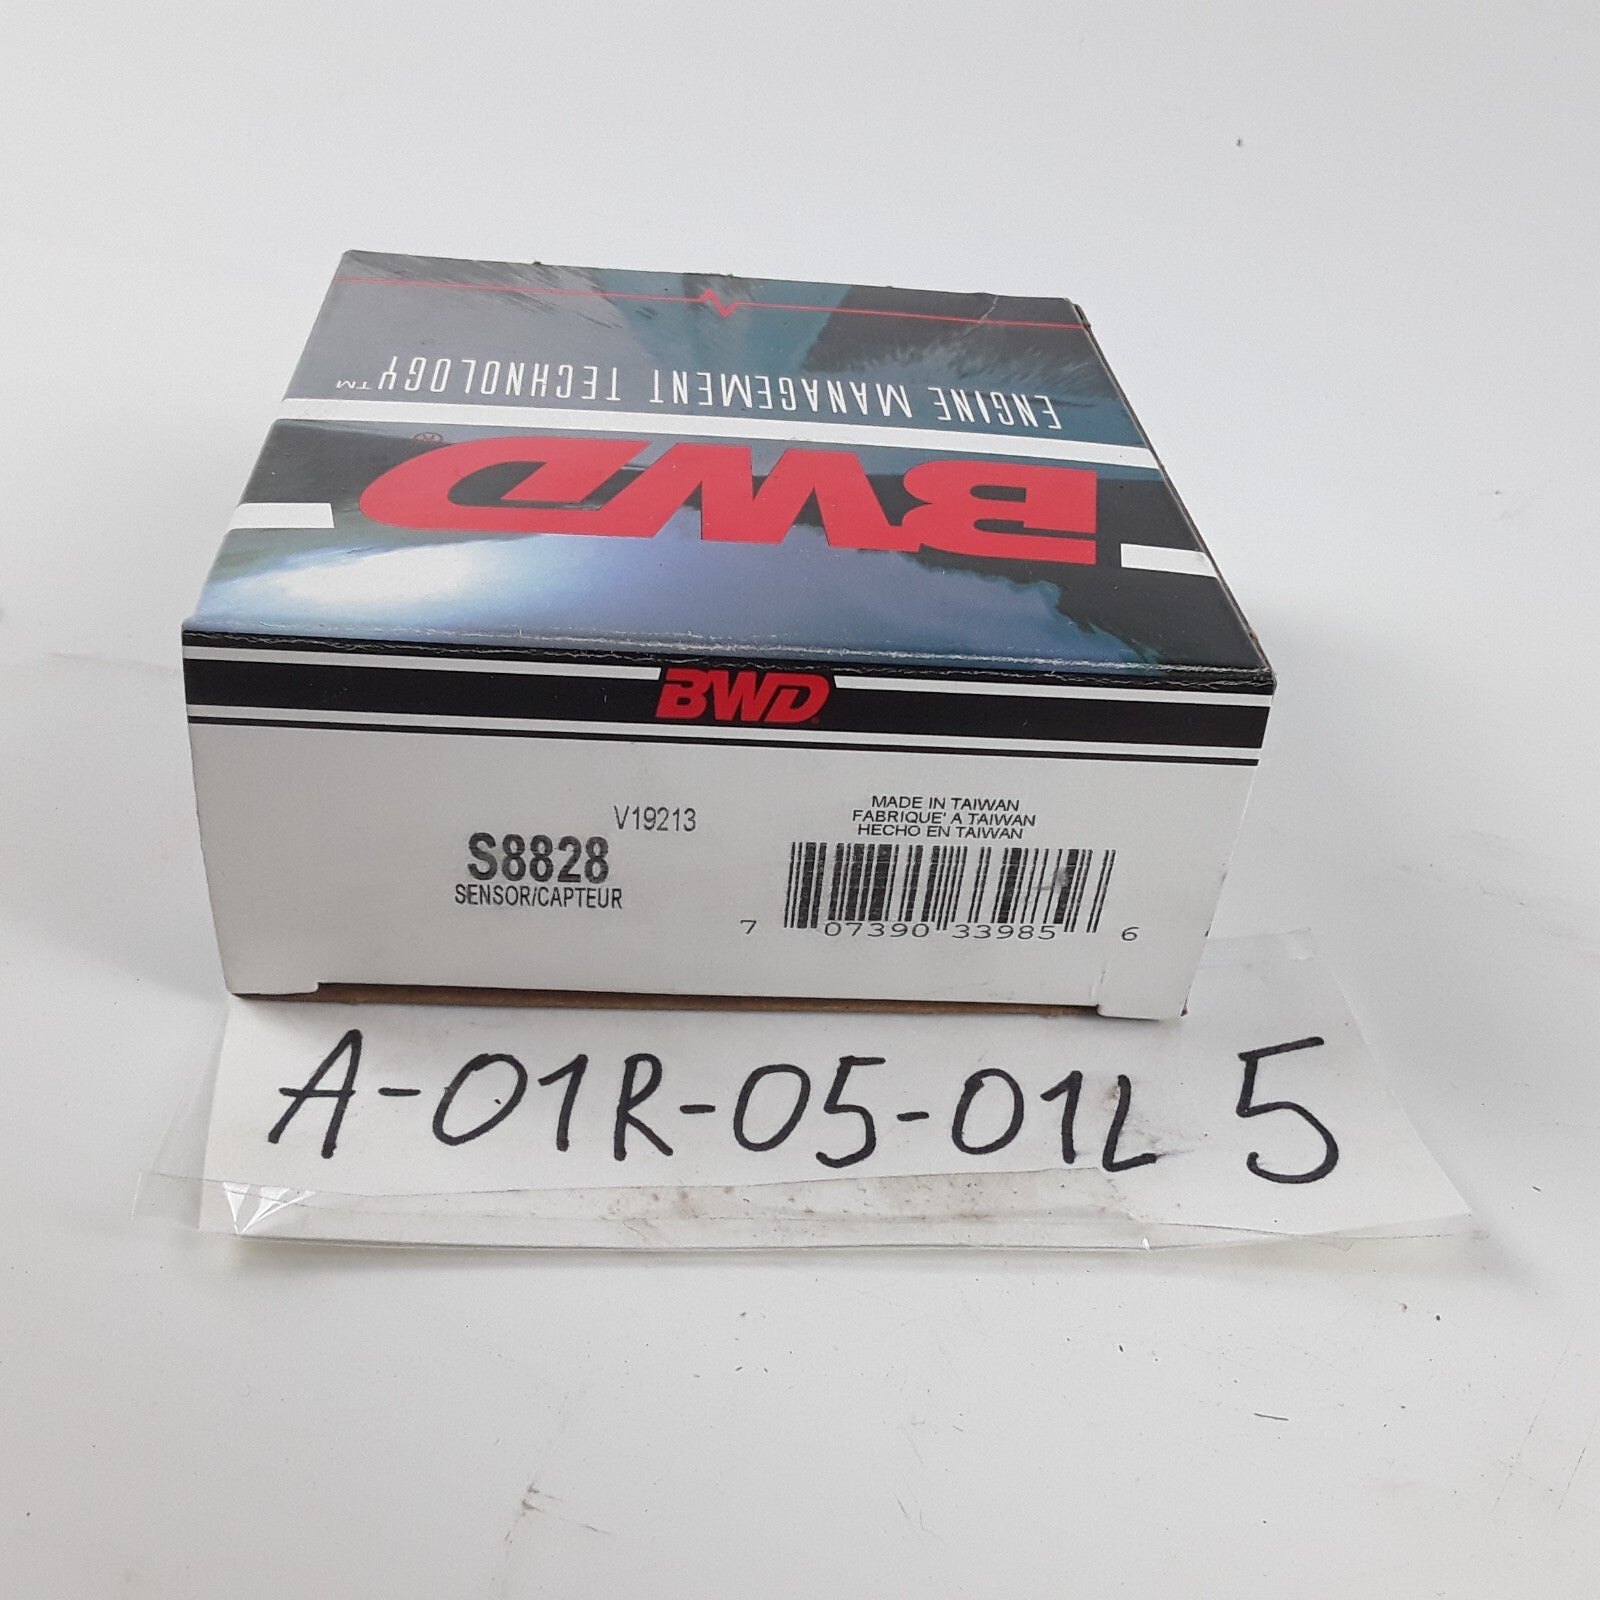 ENGINE MANAGEMENT TECHNOLOGY™
BWD®
BWD
V19213
S8828
SENSOR/CAPTEUR
MADE IN TAIWAN
FABRIQUE' A TAIWAN
HECHO EN TAIWAN
7 07390 33985 6
A-01R-05-01L 5